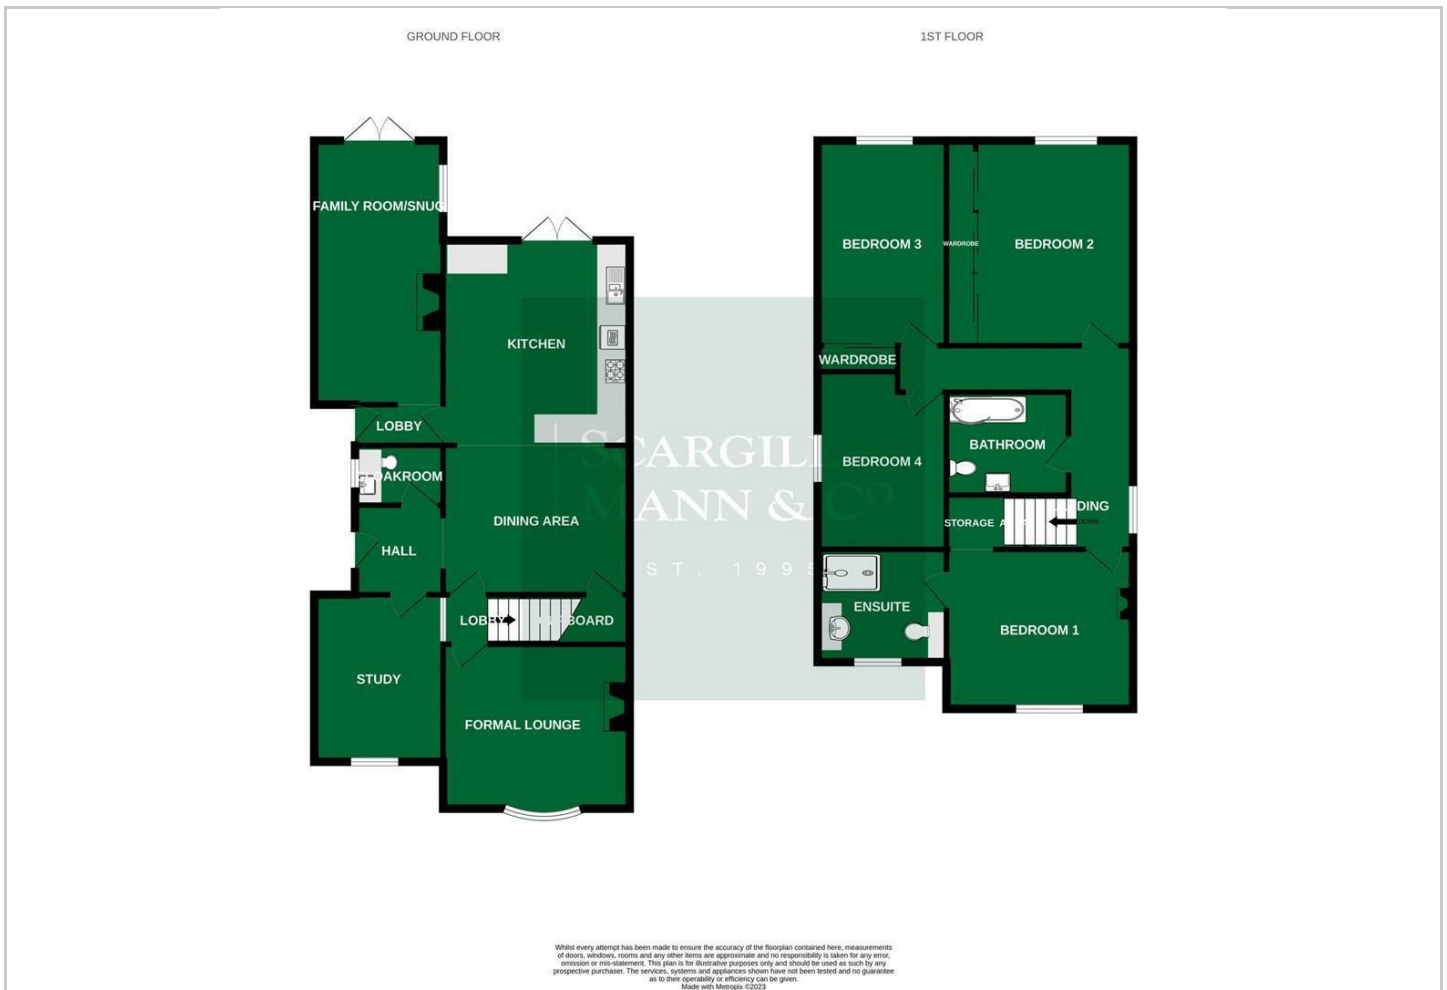 GROUND FLOOR
1ST FLOOR
FAMILY ROOM/SNUG
KITCHEN
LOBBY
CLOAKROOM
DINING AREA
HALL
LOBBY
CUPBOARD
STUDY
FORMAL LOUNGE
BEDROOM 3
WARDROBE
BEDROOM 2
WARDROBE
BATHROOM
BEDROOM 4
LANDING
STORAGE AREA
DOWN
ENSUITE
BEDROOM 1
SCARGILL
MANN & Co
EST. 1995
Whilst every attempt has been made to ensure the accuracy of the floorplan contained here, measurements
of doors, windows, rooms and any other items are approximate and no responsibility is taken for any error,
omission or mis-statement. This plan is for illustrative purposes only and should be used as such by any
prospective purchaser. The services, systems and appliances shown have not been tested and no guarantee
as to their operability or efficiency can be given.
Made with Metropix ©2023